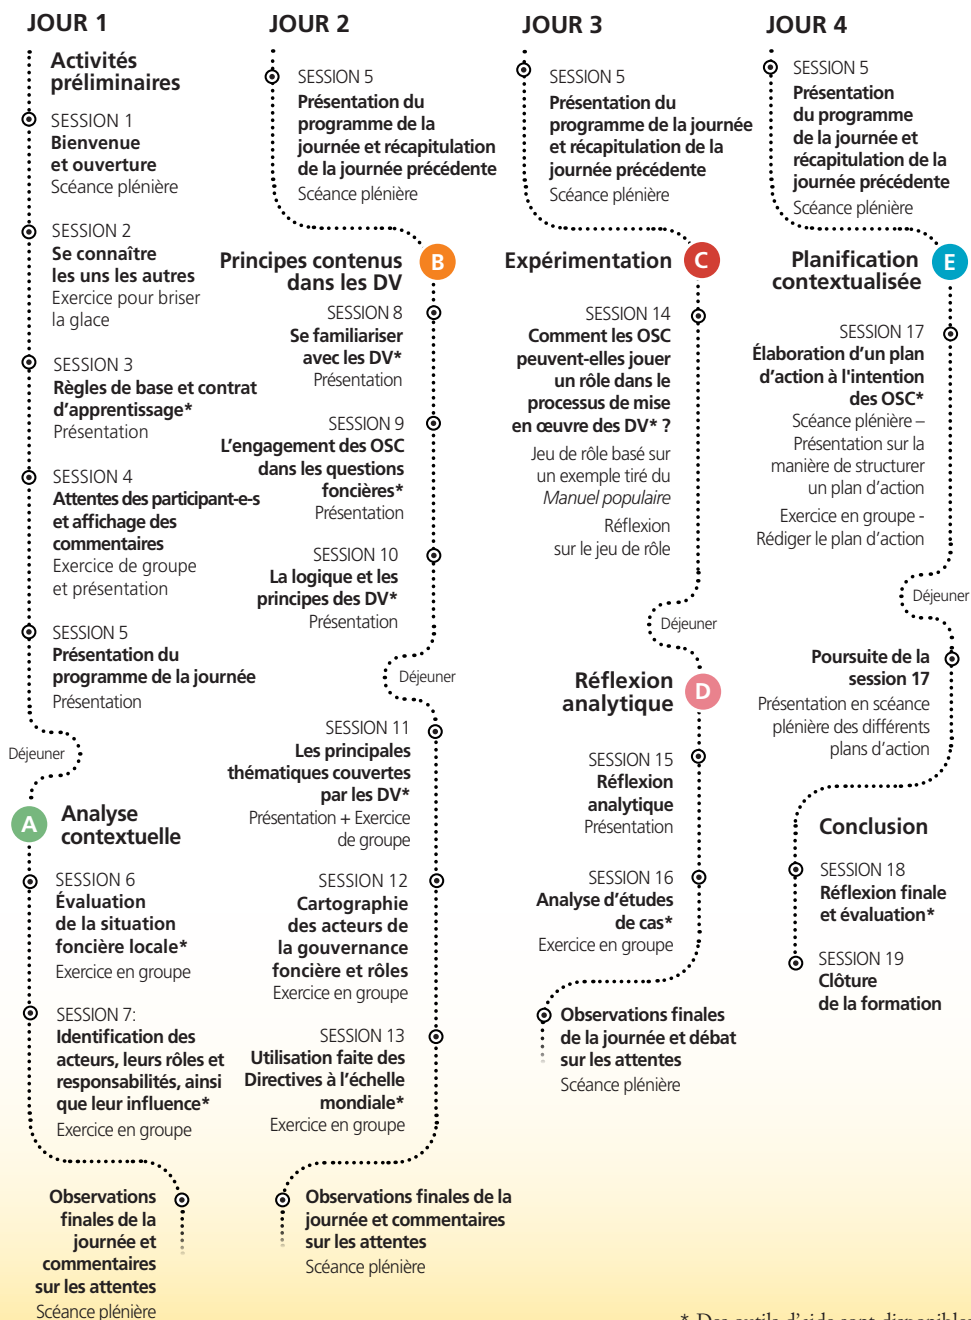 JOUR 1
Activités
préliminaires
SESSION 1
Bienvenue
et ouverture
Scéance plénière
SESSION 2
Se connaître
les uns les autres
Exercice pour briser
la glace
SESSION 3
Règles de base et contrat
d'apprentissage*
Présentation
SESSION 4
Attentes des participant-e-s
et affichage des
commentaires
Exercice de groupe
et présentation
SESSION 5
Présentation du
programme de la journée
Présentation
Déjeuner
A
Analyse
contextuelle
SESSION 6
Évaluation
de la situation
foncière locale*
Exercice en groupe
SESSION 7:
Identification des
acteurs, leurs rôles et
responsabilités, ainsi
que leur influence*
Exercice en groupe
Observations
finales de la
journée et
commentaires
sur les attentes
Scéance plénière
JOUR 2
SESSION 5
Présentation du
programme de la
journée et récapitulation
de la journée précédente
Scéance plénière
Principes contenus
dans les DV
B
SESSION 8
Se familiariser
avec les DV*
Présentation
SESSION 9
L'engagement des OSC
dans les questions
foncières*
Présentation
SESSION 10
La logique et les
principes des DV*
Présentation
Déjeuner
SESSION 11
Les principales
thématiques couvertes
par les DV*
Présentation + Exercice
de groupe
SESSION 12
Cartographie
des acteurs de
la gouvernance
foncière et rôles
Exercice en groupe
SESSION 13
Utilisation faite des
Directives à l'échelle
mondiale*
Exercice en groupe
Observations finales de la
journée et commentaires
sur les attentes
Scéance plénière
JOUR 3
SESSION 5
Présentation du
programme de la journée
et récapitulation de la
journée précédente
Scéance plénière
Expérimentation
C
SESSION 14
Comment les OSC
peuvent-elles jouer
un rôle dans le
processus de mise
en œuvre des DV* ?
Jeu de rôle basé sur
un exemple tiré du
Manuel populaire
Réflexion
sur le jeu de rôle
Déjeuner
Réflexion
analytique
D
SESSION 15
Réflexion
analytique
Présentation
SESSION 16
Analyse d'études
de cas*
Exercice en groupe
Observations finales
de la journée et débat
sur les attentes
Scéance plénière
JOUR 4
SESSION 5
Présentation
du programme
de la journée et
récapitulation de la
journée précédente
Scéance plénière
Planification
contextualisée
E
SESSION 17
Élaboration d'un plan
d'action à l'intention
des OSC*
Scéance plénière –
Présentation sur la
manière de structurer
un plan d'action
Exercice en groupe -
Rédiger le plan d'action
Déjeuner
Poursuite de la
session 17
Présentation en scéance
plénière des différents
plans d'action
Conclusion
SESSION 18
Réflexion finale
et évaluation*
SESSION 19
Clôture
de la formation
* Des outils d'aide sont disponibles